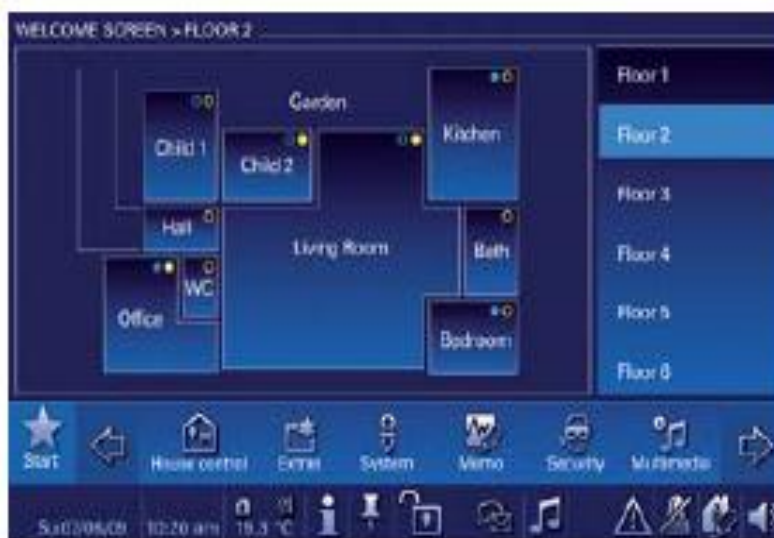 WELCOME SCREEN > FLOOR 2
Floor 1
Garden
Kitchen
Child 1
Floor 2
Child 2
Floor 3
Hall
Living Room
Bath
Floor 4
WC
Office
Floor 5
Bedroom
Floor 6
Start
House control
Extras
System
Memo
Security
Multimedia
10:20 am
19.3 °C